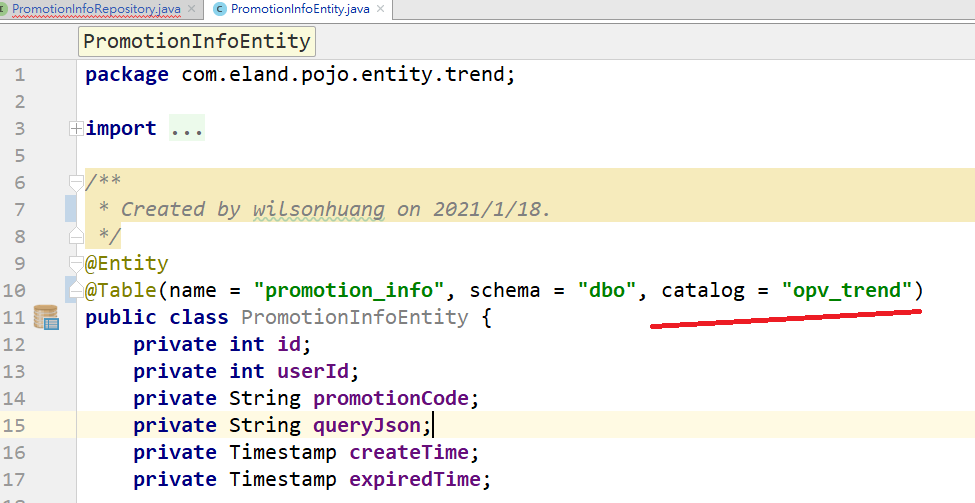 PromotionInfoRepository.java
PromotionInfoEntity.java
PromotionInfoEntity
1 package com.eland.pojo.entity.trend;
2
3 import ...
5
6 /**
7 * Created by wilsonhuang on 2021/1/18.
8 */
9 @Entity
10 @Table(name = "promotion_info", schema = "dbo", catalog = "opv_trend")
11 public class PromotionInfoEntity {
12 private int id;
13 private int userId;
14 private String promotionCode;
15 private String queryJson;
16 private Timestamp createTime;
17 private Timestamp expiredTime;